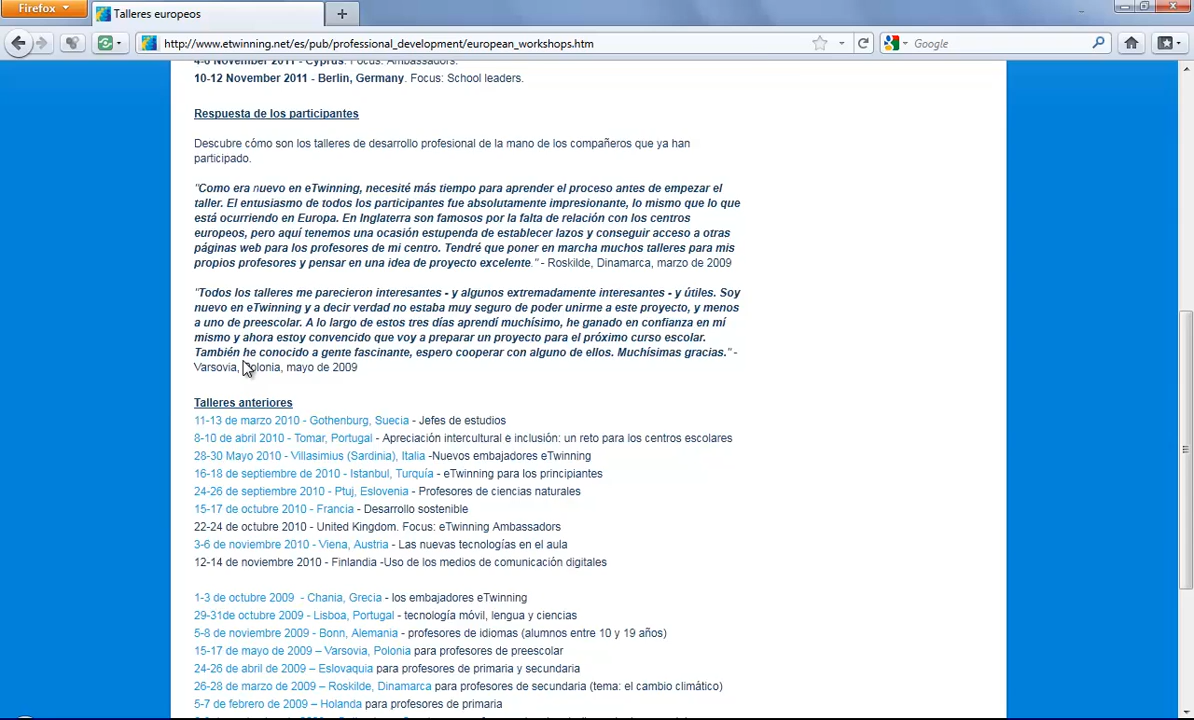 Firefox
Talleres europeos
http://www.etwinning.net/es/pub/professional_development/european_workshops.htm
Google
4-6 November 2011 - Cyprus. Focus: Ambassadors.
10-12 November 2011 - Berlin, Germany. Focus: School leaders.
Respuesta de los participantes
Descubre cómo son los talleres de desarrollo profesional de la mano de los compañeros que ya han
participado.
"Como era nuevo en eTwinning, necesité más tiempo para aprender el proceso antes de empezar el
taller. El entusiasmo de todos los participantes fue absolutamente impresionante, lo mismo que lo que
está ocurriendo en Europa. En Inglaterra son famosos por la falta de relación con los centros
europeos, pero aquí tenemos una ocasión estupenda de establecer lazos y conseguir acceso a otras
páginas web para los profesores de mi centro. Tendré que poner en marcha muchos talleres para mis
propios profesores y pensar en una idea de proyecto excelente." - Roskilde, Dinamarca, marzo de 2009
"Todos los talleres me parecieron interesantes - y algunos extremadamente interesantes - y útiles. Soy
nuevo en eTwinning y a decir verdad no estaba muy seguro de poder unirme a este proyecto, y menos
a uno de preescolar. A lo largo de estos tres días aprendí muchísimo, he ganado en confianza en mí
mismo y ahora estoy convencido que voy a preparar un proyecto para el próximo curso escolar.
También he conocido a gente fascinante, espero cooperar con alguno de ellos. Muchísimas gracias." -
Varsovia, Polonia, mayo de 2009
Talleres anteriores
11-13 de marzo 2010 - Gothenburg, Suecia - Jefes de estudios
8-10 de abril 2010 - Tomar, Portugal - Apreciación intercultural e inclusión: un reto para los centros escolares
28-30 Mayo 2010 - Villasimius (Sardinia), Italia -Nuevos embajadores eTwinning
16-18 de septiembre de 2010 - Istanbul, Turquía - eTwinning para los principiantes
24-26 de septiembre 2010 - Ptuj, Eslovenia - Profesores de ciencias naturales
15-17 de octubre 2010 - Francia - Desarrollo sostenible
22-24 de octubre 2010 - United Kingdom. Focus: eTwinning Ambassadors
3-6 de noviembre 2010 - Viena, Austria - Las nuevas tecnologías en el aula
12-14 de noviembre 2010 - Finlandia -Uso de los medios de comunicación digitales
1-3 de octubre 2009 - Chania, Grecia - los embajadores eTwinning
29-31de octubre 2009 - Lisboa, Portugal - tecnología móvil, lengua y ciencias
5-8 de noviembre 2009 - Bonn, Alemania - profesores de idiomas (alumnos entre 10 y 19 años)
15-17 de mayo de 2009 – Varsovia, Polonia para profesores de preescolar
24-26 de abril de 2009 – Eslovaquia para profesores de primaria y secundaria
26-28 de marzo de 2009 – Roskilde, Dinamarca para profesores de secundaria (tema: el cambio climático)
5-7 de febrero de 2009 – Holanda para profesores de primaria